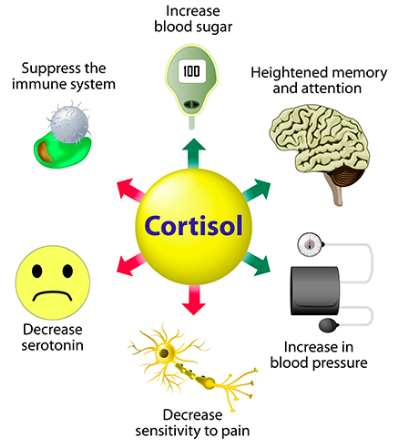 Increase
blood sugar
100
Suppress the
immune system
Heightened memory
and attention
Cortisol
Decrease
serotonin
Increase in
blood pressure
Decrease
sensitivity to pain